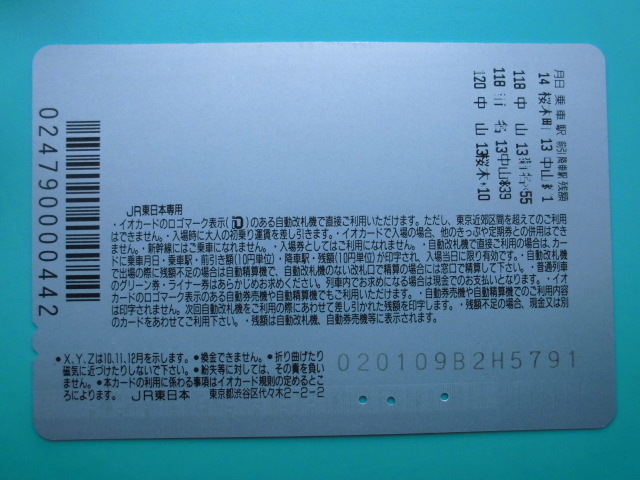 月日 乗車駅 前引 降車駅 残額
14 桜木町 13 中山 * 1
118 中山 13
118 13 中山 *39
120 中山 13 桜木 *10
0247900000442
JR東日本専用
・イオカードのロゴマーク表示( )のある自動改札機で直接ご利用いただけます。ただし、東京近郊区間を超えてのご利用
はできません。・入場時に大人の初乗り運賃を差し引きます。・イオカードで入場の場合、他のきっぷや定期券との併用はで
きません。・新幹線にはご乗車になれません。・入場券としてはご利用になれません。・自動改札機で直接ご利用の場合は、カー
ドに乗車月日・乗車駅・前引き額(10円単位)・降車駅・残額(10円単位)が印字され、入場当日に限り有効です。・自動改札機
で出場の際に残額不足の場合は自動精算機で、自動改札機のない改札口で精算する場合には窓口で精算して下さい。・普通列車
のグリーン券・ライナー券はあらかじめお求めください。列車内でお求めになる場合は現金でのお支払いとなります。・イオ
カードのロゴマーク表示のある自動券売機や自動精算機でもご利用いただけます。・自動券売機や自動精算機でのご利用内容
は印字されません。次回自動改札機をご利用の際にあわせて差し引かれた残額を印字します。・残額不足の場合、現金又は別
のカードをあわせてご利用下さい。・残額は自動改札機、自動券売機等に表示されます。
●X,Y,Zは10,11,12月を示します。●換金できません。●折り曲げたり
磁気に近づけたりしないで下さい。●紛失等に対しては、その責を負い
ません。●本カードの利用に係わる事項はイオカード規則の定めるとこ
ろによります。 JR東日本 東京都渋谷区代々木2-2-2
020109B2H5791